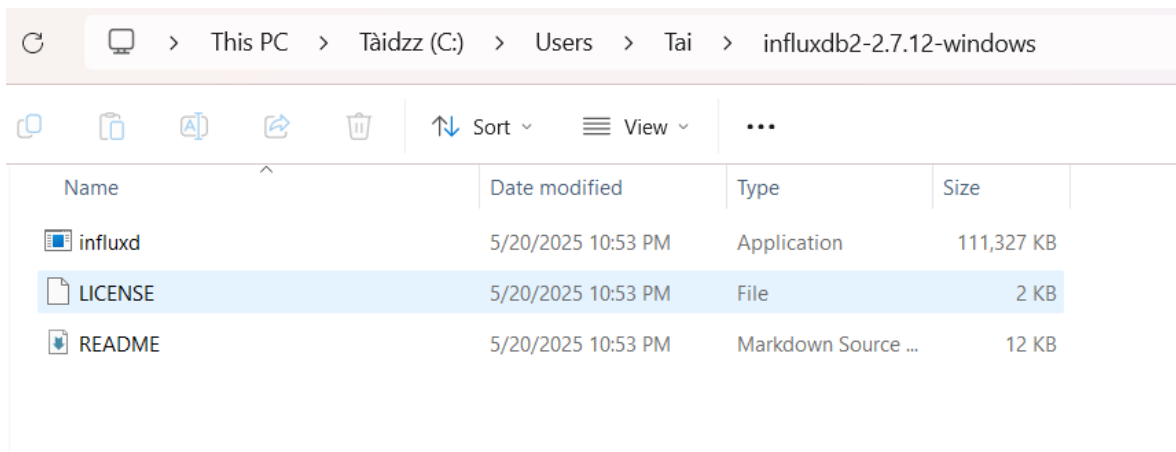 This PC > Tàidzz (C:) > Users > Tai > influxdb2-2.7.12-windows
Sort View ...
Name Date modified Type Size
influxd 5/20/2025 10:53 PM Application 111,327 KB
LICENSE 5/20/2025 10:53 PM File 2 KB
README 5/20/2025 10:53 PM Markdown Source ... 12 KB